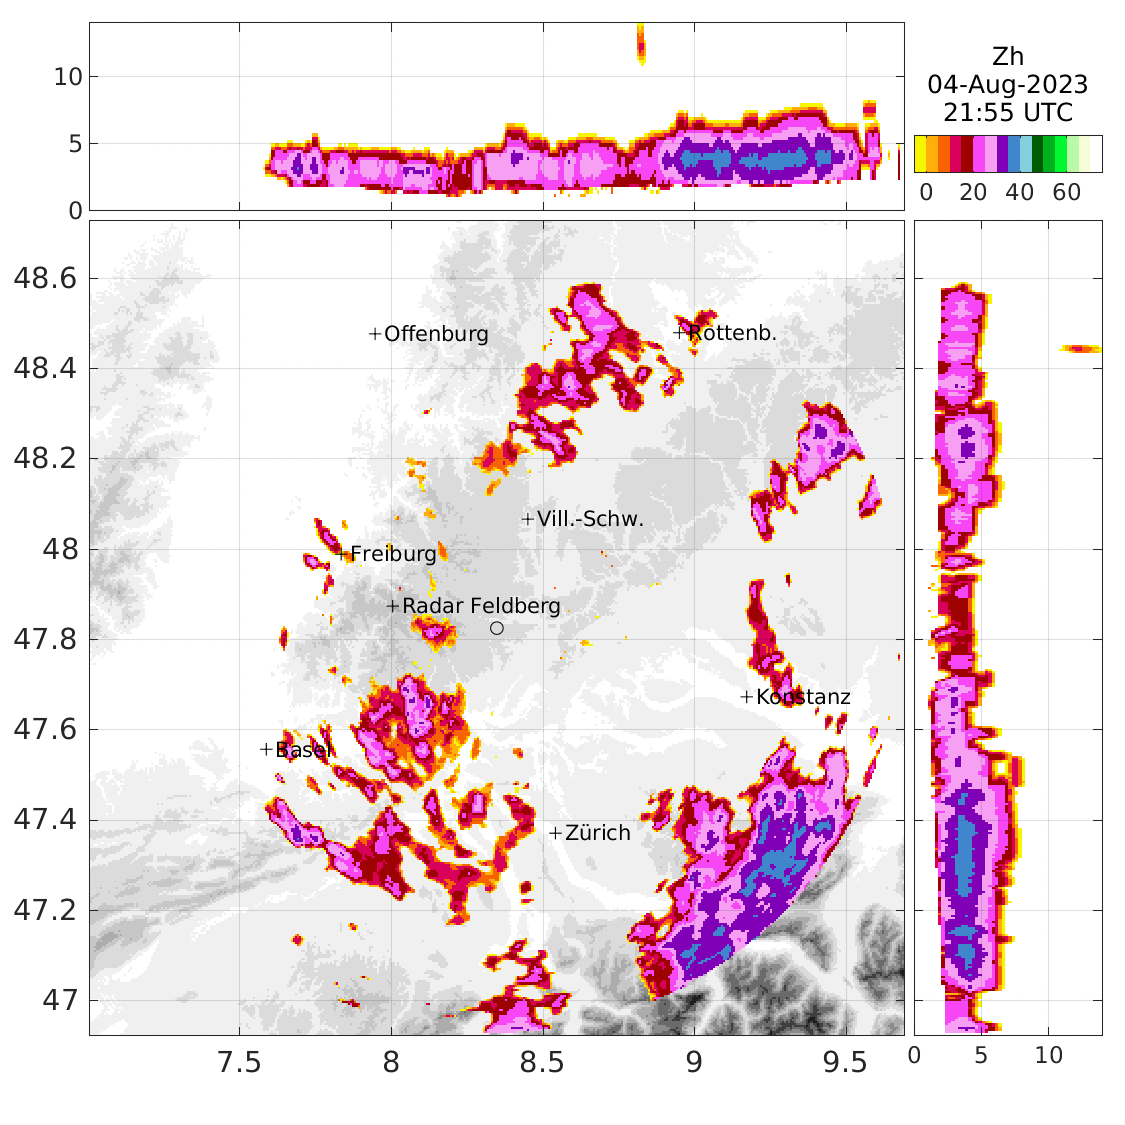 10
5
0
Zh
04-Aug-2023
21:55 UTC
0 20 40 60
48.6
48.4
48.2
48
47.8
47.6
47.4
47.2
47
Offenburg
Rottenb.
Vill.-Schw.
Freiburg
Radar Feldberg
Konstanz
Basel
Zürich
7.5 8 8.5 9 9.5
0 5 10